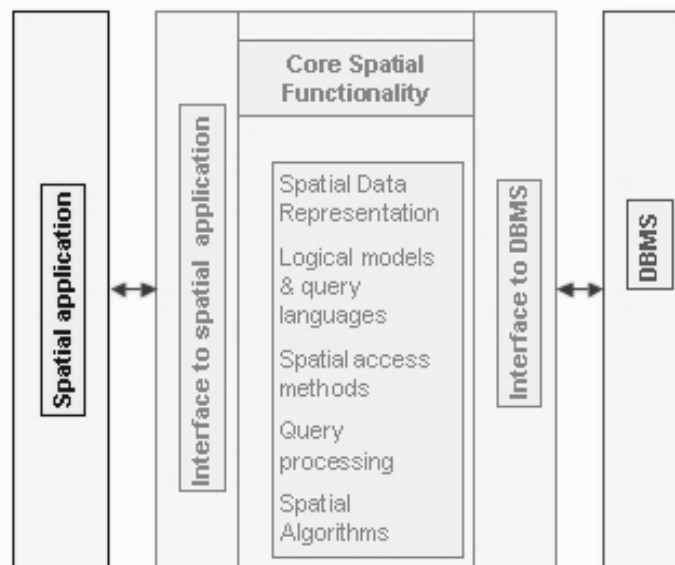 Spatial application
Interface to spatial application
Core Spatial
Functionality
Spatial Data
Representation
Logical models
& query
languages
Spatial access
methods
Query
processing
Spatial
Algorithms
Interface to DBMS
DBMS